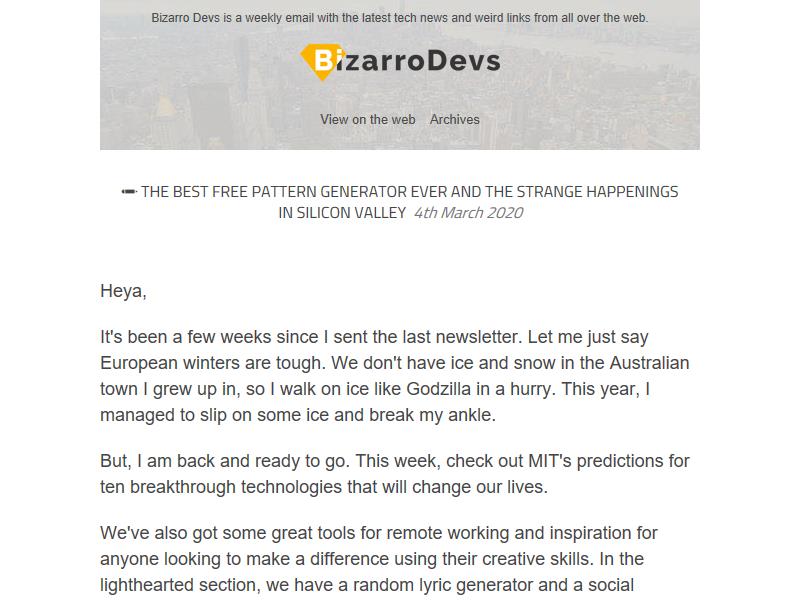 Bizarro Devs is a weekly email with the latest tech news and weird links from all over the web.
BizarroDevs
View on the web Archives
THE BEST FREE PATTERN GENERATOR EVER AND THE STRANGE HAPPENINGS
IN SILICON VALLEY 4th March 2020
Heya,
It's been a few weeks since I sent the last newsletter. Let me just say
European winters are tough. We don't have ice and snow in the Australian
town I grew up in, so I walk on ice like Godzilla in a hurry. This year, I
managed to slip on some ice and break my ankle.
But, I am back and ready to go. This week, check out MIT's predictions for
ten breakthrough technologies that will change our lives.
We've also got some great tools for remote working and inspiration for
anyone looking to make a difference using their creative skills. In the
lighthearted section, we have a random lyric generator and a social